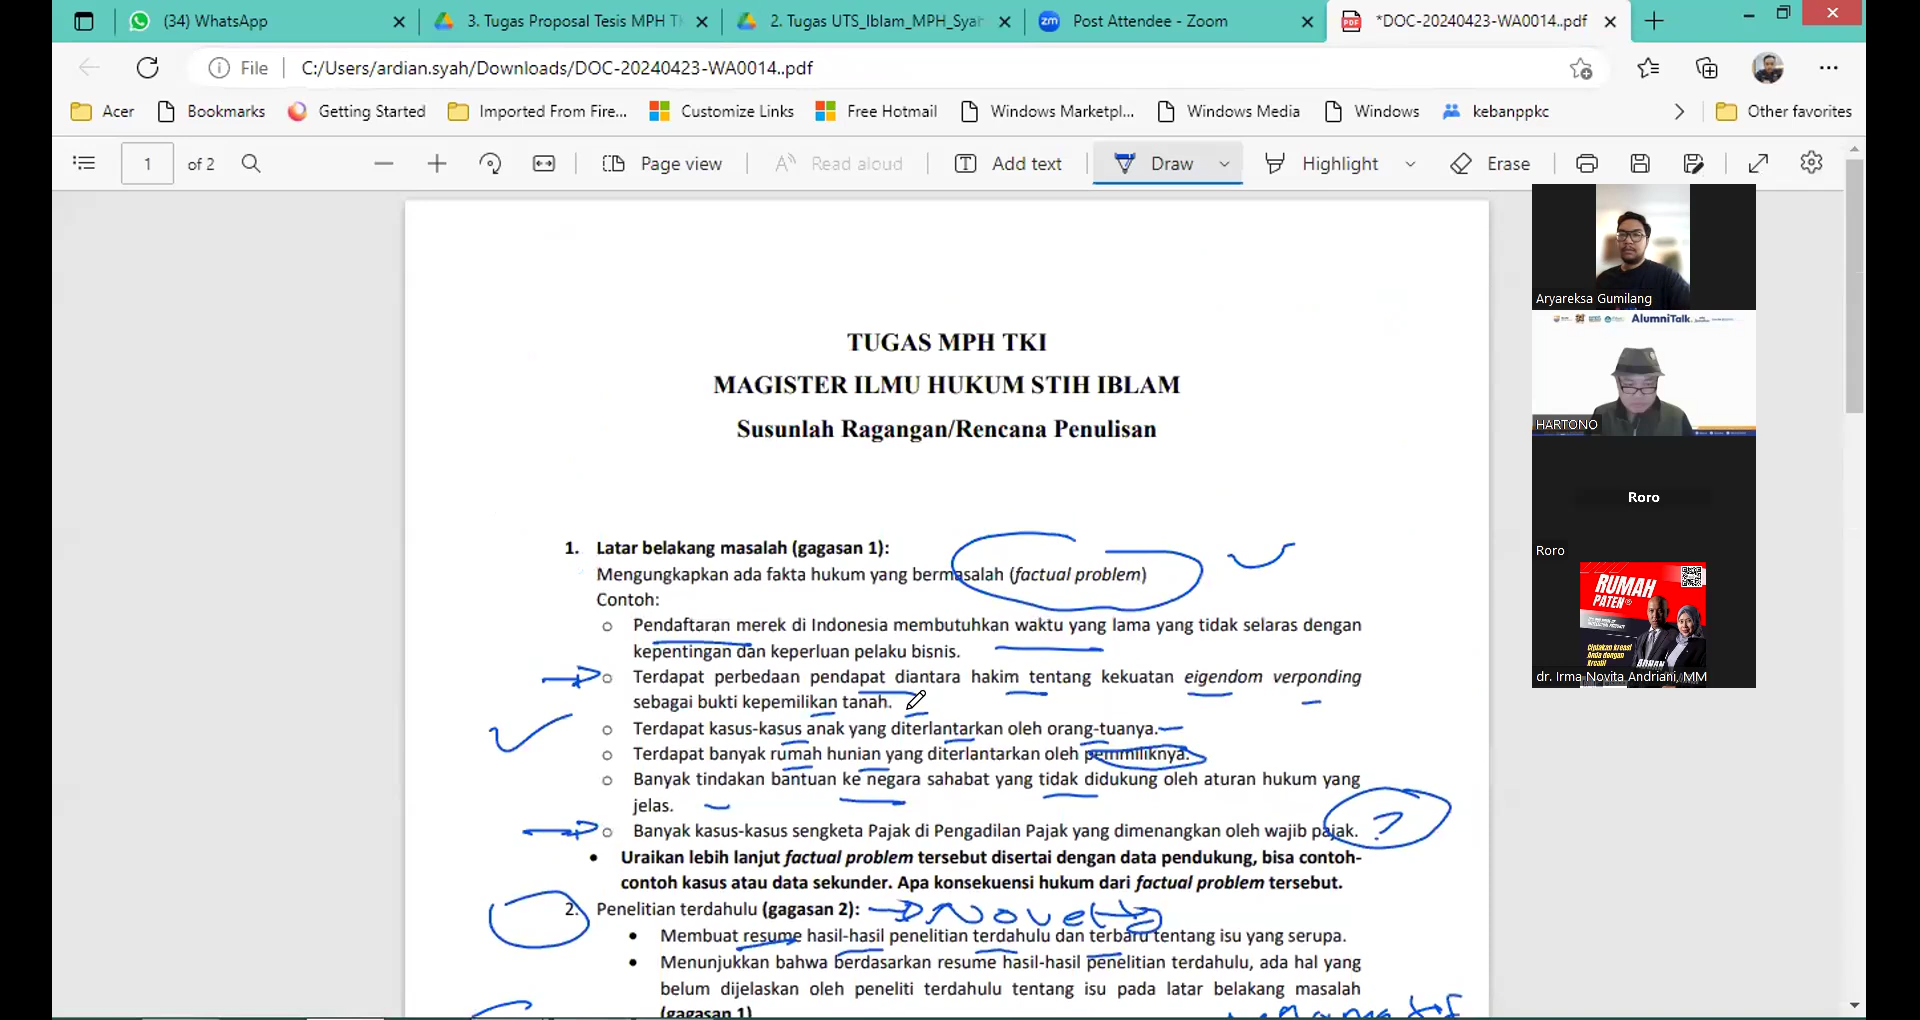 (34) WhatsApp
3. Tugas Proposal Tesis MPH T
2. Tugas UTS_Iblam_MPH_Sya
Post Attendee - Zoom
*DOC-20240423-WA0014..pdf
File
C:/Users/ardian.syah/Downloads/DOC-20240423-WA0014..pdf
Acer
Bookmarks
Getting Started
Imported From Fire...
Customize Links
Free Hotmail
Windows Marketpl...
Windows Media
Windows
kebanppkc
Other favorites
1 of 2
Page view
Read aloud
Add text
Draw
Highlight
Erase
TUGAS MPH TKI
MAGISTER ILMU HUKUM STIH IBLAM
Susunlah Ragangan/Rencana Penulisan
1. Latar belakang masalah (gagasan 1):
Mengungkapkan ada fakta hukum yang bermasalah (factual problem)
Contoh:
o Pendaftaran merek di Indonesia membutuhkan waktu yang lama yang tidak selaras dengan
kepentingan dan keperluan pelaku bisnis.
o Terdapat perbedaan pendapat diantara hakim tentang kekuatan eigendom verponding
sebagai bukti kepemilikan tanah.
o Terdapat kasus-kasus anak yang diterlantarkan oleh orang-tuanya.
o Terdapat banyak rumah hunian yang diterlantarkan oleh pemmiliknya.
o Banyak tindakan bantuan ke negara sahabat yang tidak didukung oleh aturan hukum yang
jelas.
o Banyak kasus-kasus sengketa Pajak di Pengadilan Pajak yang dimenangkan oleh wajib pajak. ?
• Uraikan lebih lanjut factual problem tersebut disertai dengan data pendukung, bisa contoh-
contoh kasus atau data sekunder. Apa konsekuensi hukum dari factual problem tersebut.
2. Penelitian terdahulu (gagasan 2):
• Membuat resume hasil-hasil penelitian terdahulu dan terbaru tentang isu yang serupa.
• Menunjukkan bahwa berdasarkan resume hasil-hasil penelitian terdahulu, ada hal yang
belum dijelaskan oleh peneliti terdahulu tentang isu pada latar belakang masalah
(gagasan 1)
Aryareksa Gumilang
AlumniTalk
HARTONO
Roro
Roro
RUMAH
PATEN
Ciptakan Kreasi
Anda dengan
Kreatif
dr. Irma Novita Andriani, MM